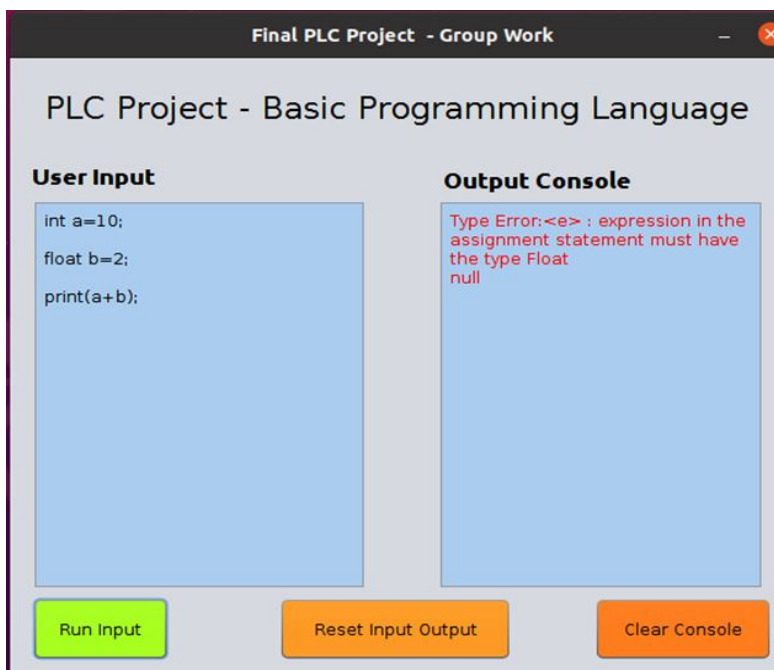 Final PLC Project  - Group Work
PLC Project - Basic Programming Language
User Input
Output Console
int a=10;
float b=2;
print(a+b);
Type Error:<e> : expression in the
assignment statement must have
the type Float
null
Run Input
Reset Input Output
Clear Console